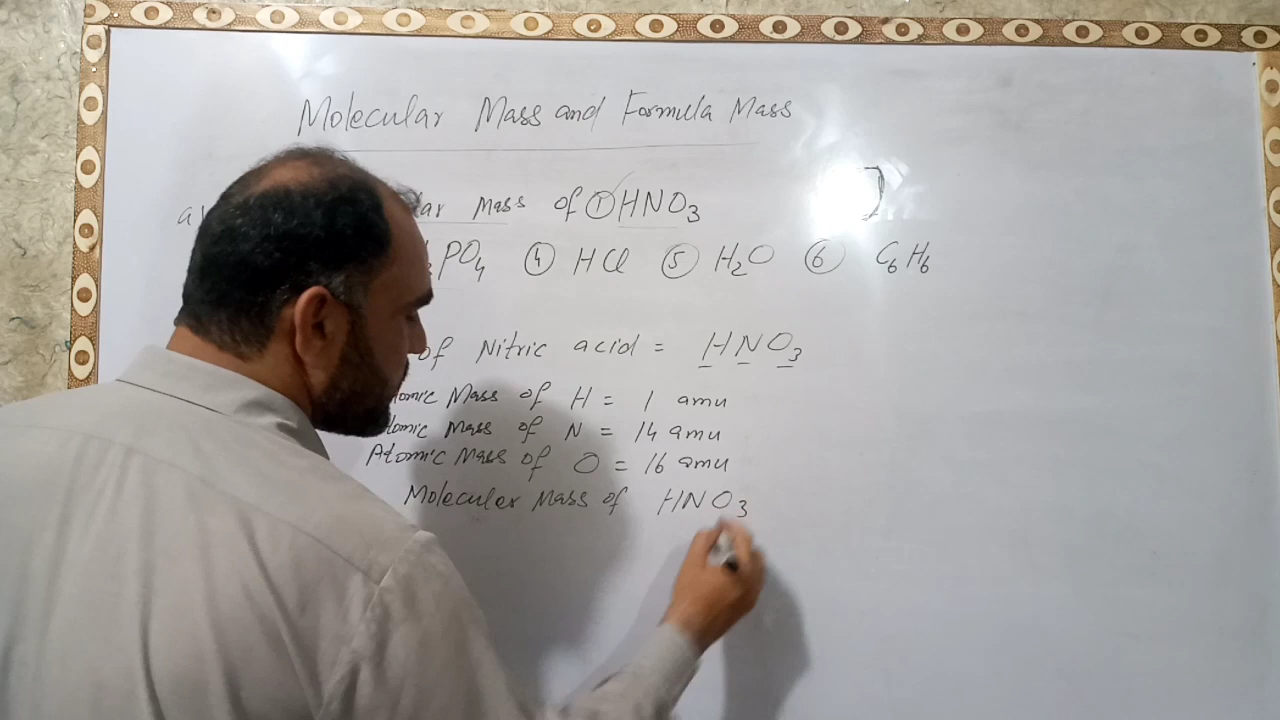 Molecular Mass and Formula Mass
Mass of ① HNO3
PO4 ④ HCl ⑤ H2O ⑥ C6H6
of Nitric acid = HNO3
Mass of H = 1 amu
Mass of N = 14 amu
Atomic Mass of O = 16 amu
Molecular Mass of HNO3